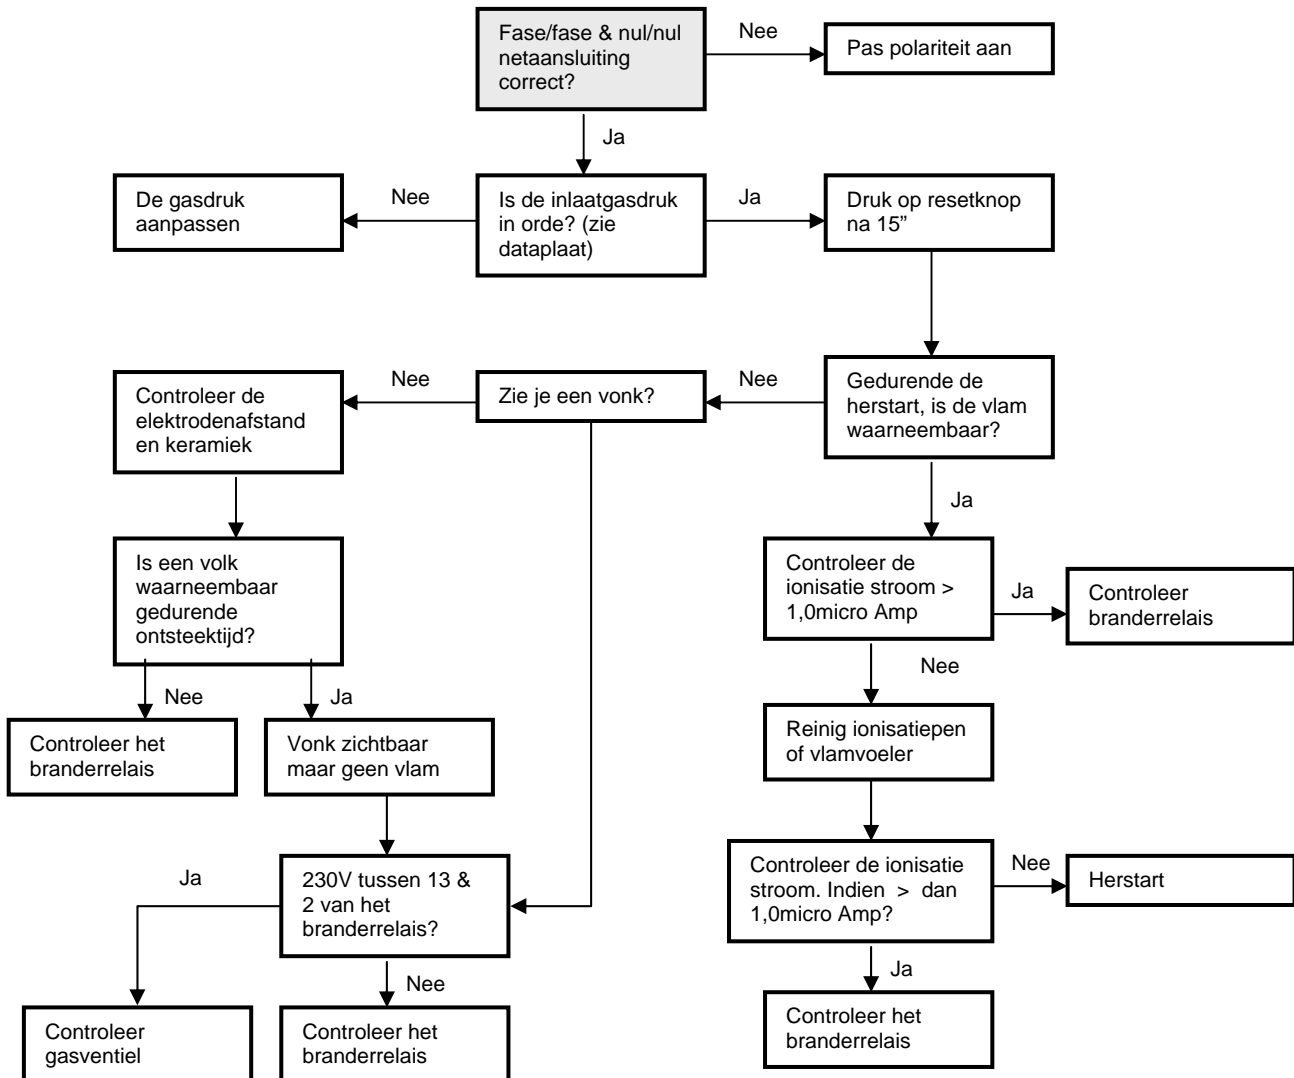 Fase/fase & nul/nul
netaansluiting
correct?
Nee
Pas polariteit aan
Ja
De gasdruk
aanpassen
Nee
Is de inlaatgasdruk
in orde? (zie
dataplaat)
Ja
Druk op resetknop
na 15”
Controleer de
elektrodenafstand
en keramiek
Nee
Zie je een vonk?
Nee
Gedurende de
herstart, is de vlam
waarneembaar?
Ja
Is een volk
waarneembaar
gedurende
ontsteektijd?
Controleer de
ionisatie stroom >
1,0micro Amp
Ja
Controleer
branderrelais
Nee
Nee
Ja
Controleer het
branderrelais
Vonk zichtbaar
maar geen vlam
Reinig ionisatiepen
of vlamvoeler
Ja
230V tussen 13 &
2 van het
branderrelais?
Controleer de ionisatie
stroom. Indien > dan
1,0micro Amp?
Nee
Herstart
Nee
Ja
Controleer
gasventiel
Controleer het
branderrelais
Controleer het
branderrelais